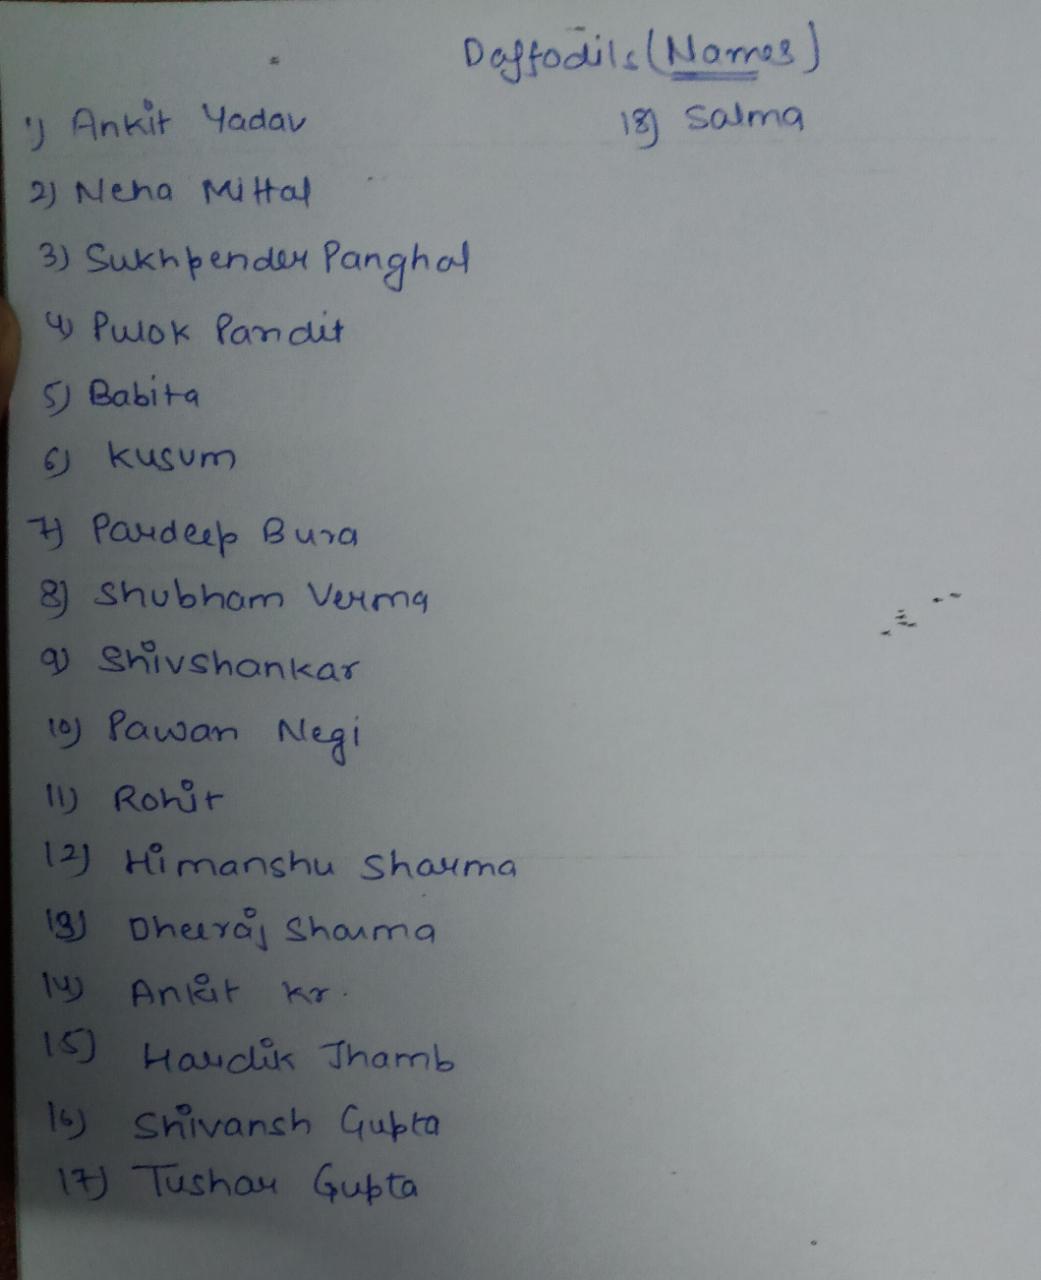 Daffodils (Names)
1) Ankit Yadav
2) Neha Mittal
3) Sukhpender Panghal
4) Pulok Pandit
5) Babita
6) Kusum
7) Pardeep Bura
8) Shubham Verma
9) Shivshankar
10) Pawan Negi
11) Rohit
12) Himanshu Sharma
13) Dheeraj Sharma
14) Ankit Kr.
15) Hardik Jhamb
16) Shivansh Gupta
17) Tushar Gupta
18) Salma